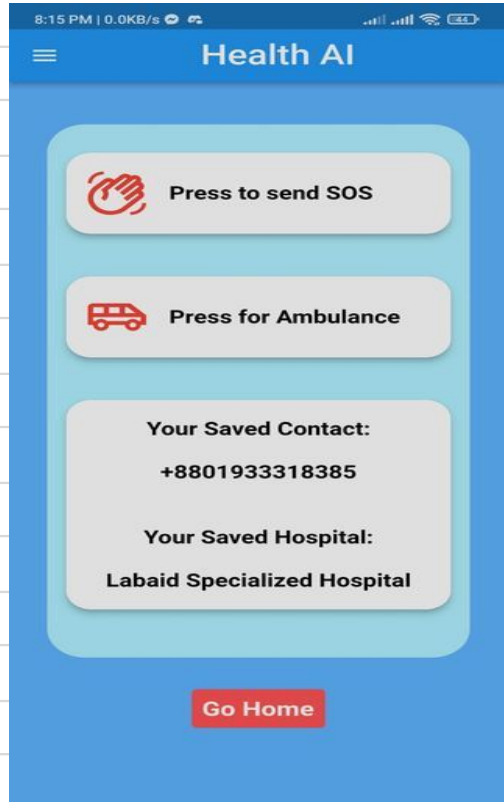 8:15 PM | 0.0KB/s
44
Health AI
Press to send SOS
Press for Ambulance
Your Saved Contact:
+8801933318385
Your Saved Hospital:
Labaid Specialized Hospital
Go Home